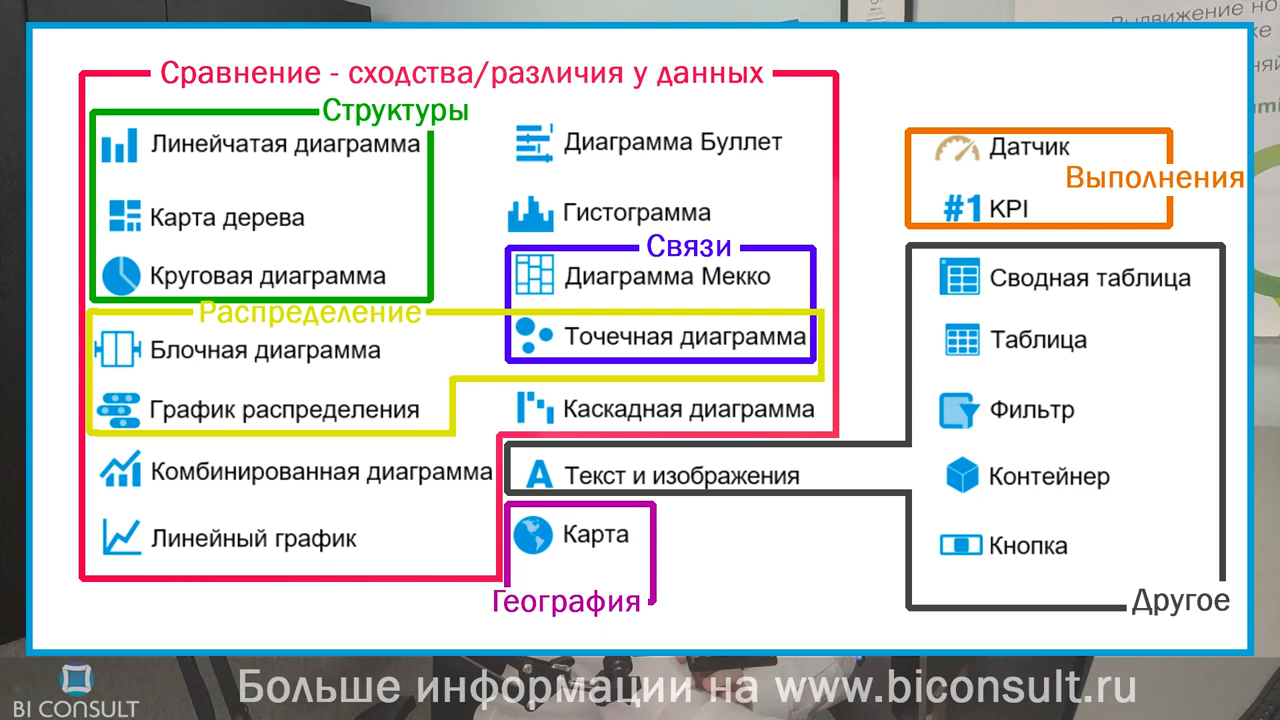 Выдвижение но
Сравнение - сходства/различия у данных
Структуры
Линейчатая диаграмма
Карта дерева
Круговая диаграмма
Распределение
Блочная диаграмма
График распределения
Комбинированная диаграмма
Линейный график
Диаграмма Буллет
Гистограмма
Связи
Диаграмма Мекко
Точечная диаграмма
Каскадная диаграмма
A Текст и изображения
Карта
География
Датчик
Выполнения
#1 KPI
Сводная таблица
Таблица
Фильтр
Контейнер
Кнопка
Другое
BI CONSULT
Больше информации на www.biconsult.ru